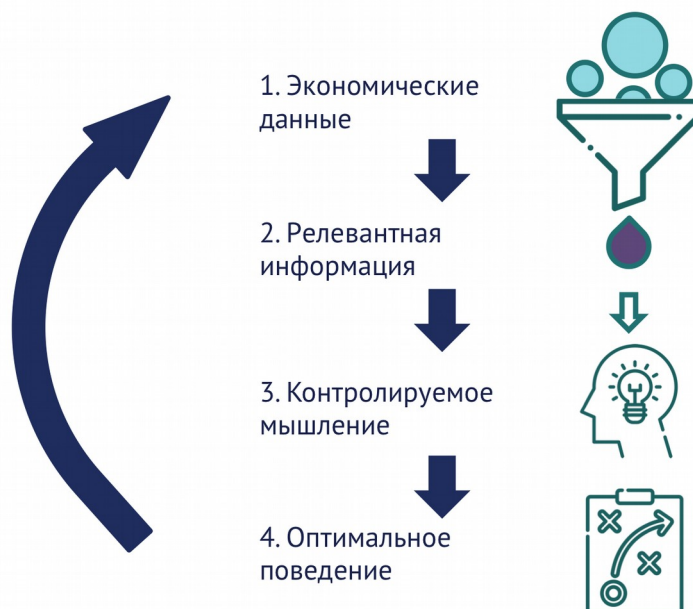 1. Экономические
данные
2. Релевантная
информация
3. Контролируемое
мышление
4. Оптимальное
поведение